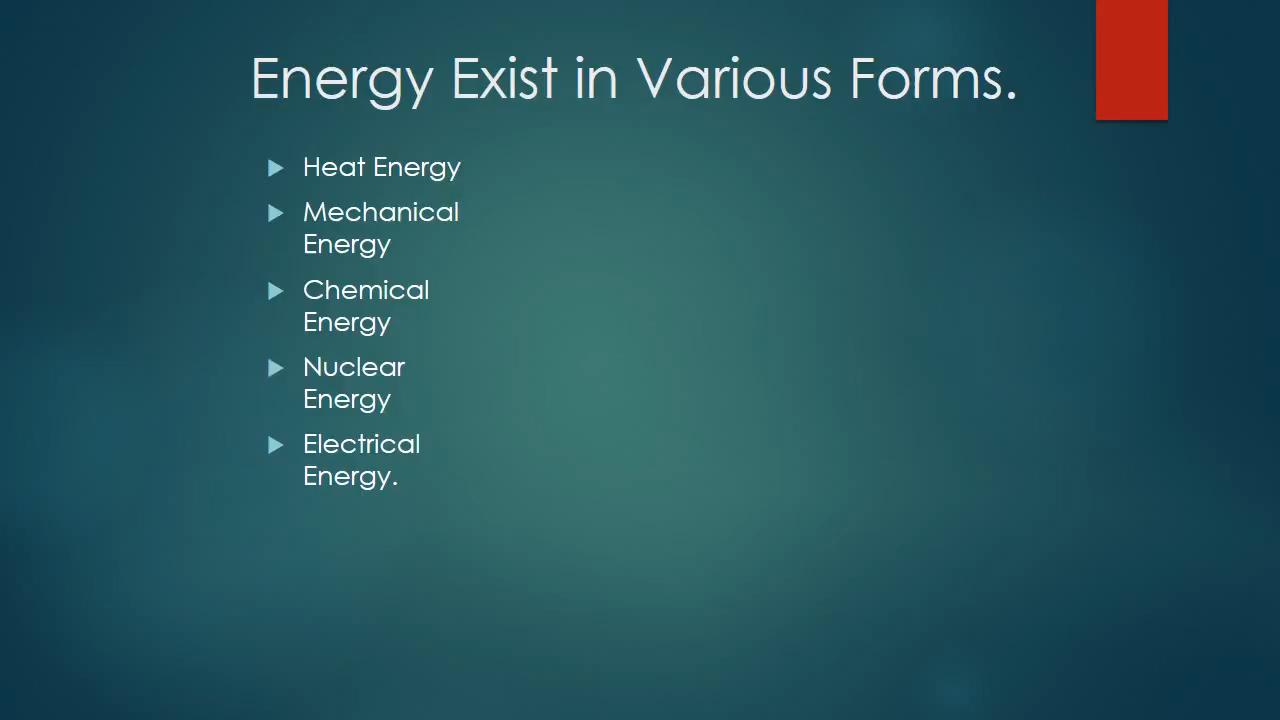 Energy Exist in Various Forms.
Heat Energy
Mechanical
Energy
Chemical
Energy
Nuclear
Energy
Electrical
Energy.